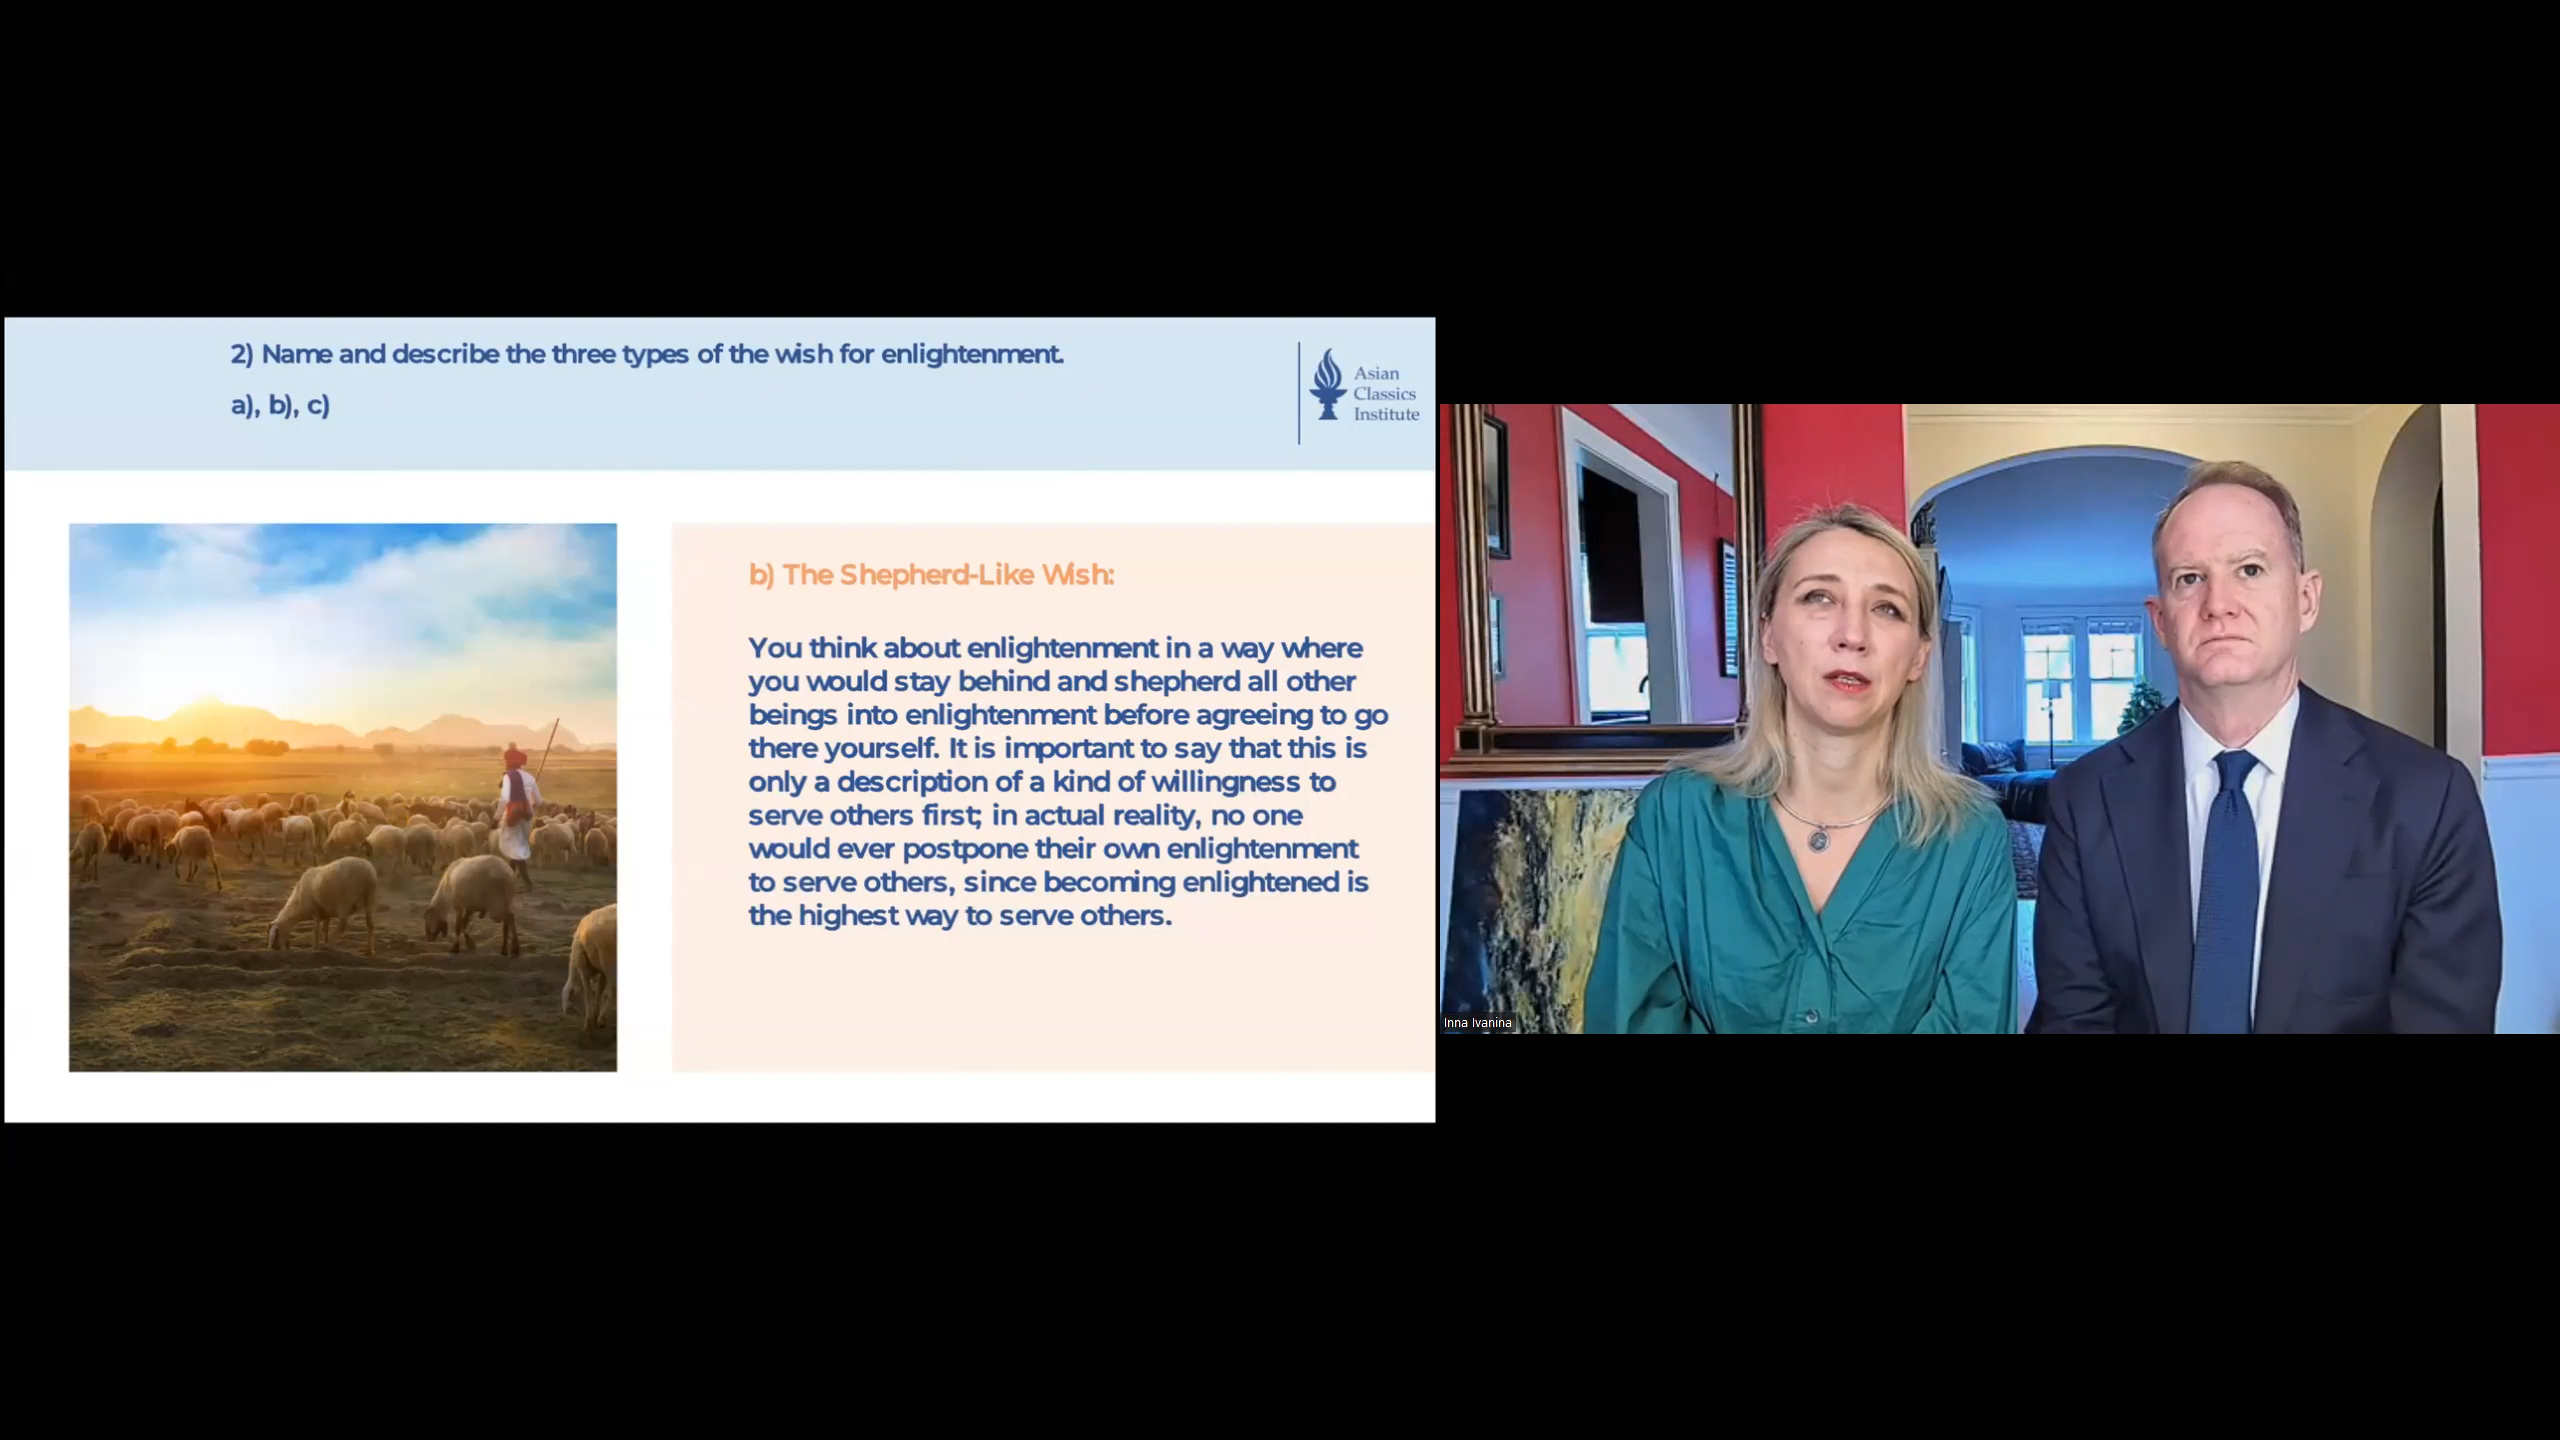 2) Name and describe the three types of the wish for enlightenment.
a), b), c)
Asian
Classics
Institute
b) The Shepherd-Like Wish:
You think about enlightenment in a way where
you would stay behind and shepherd all other
beings into enlightenment before agreeing to go
there yourself. It is important to say that this is
only a description of a kind of willingness to
serve others first; in actual reality, no one
would ever postpone their own enlightenment
to serve others, since becoming enlightened is
the highest way to serve others.
Inna Ivanina